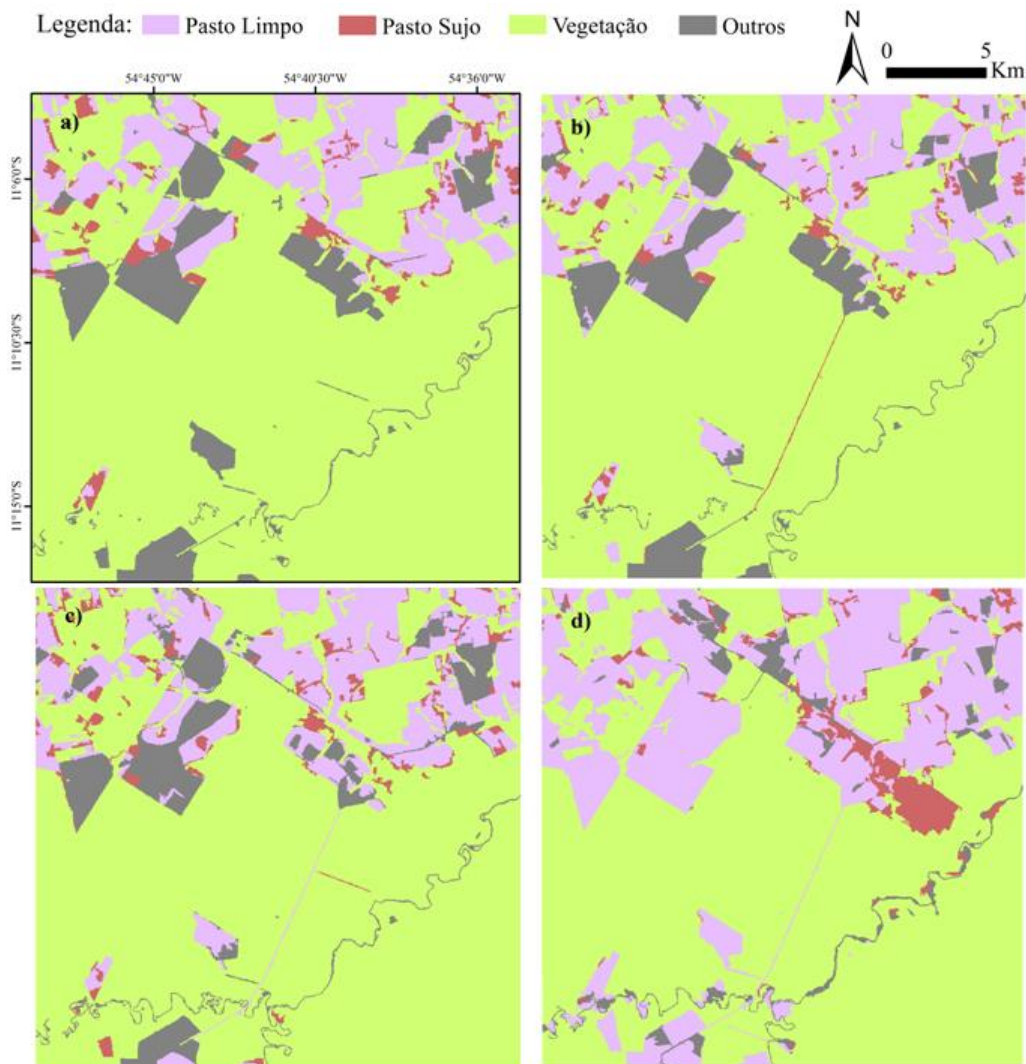 Legenda: Pasto Limpo Pasto Sujo Vegetação Outros
N
0 5
Km
54°45'0"W 54°40'30"W 54°36'0"W
a) b)
11°6'0"S
11°10'30"S
11°15'0"S
c) d)